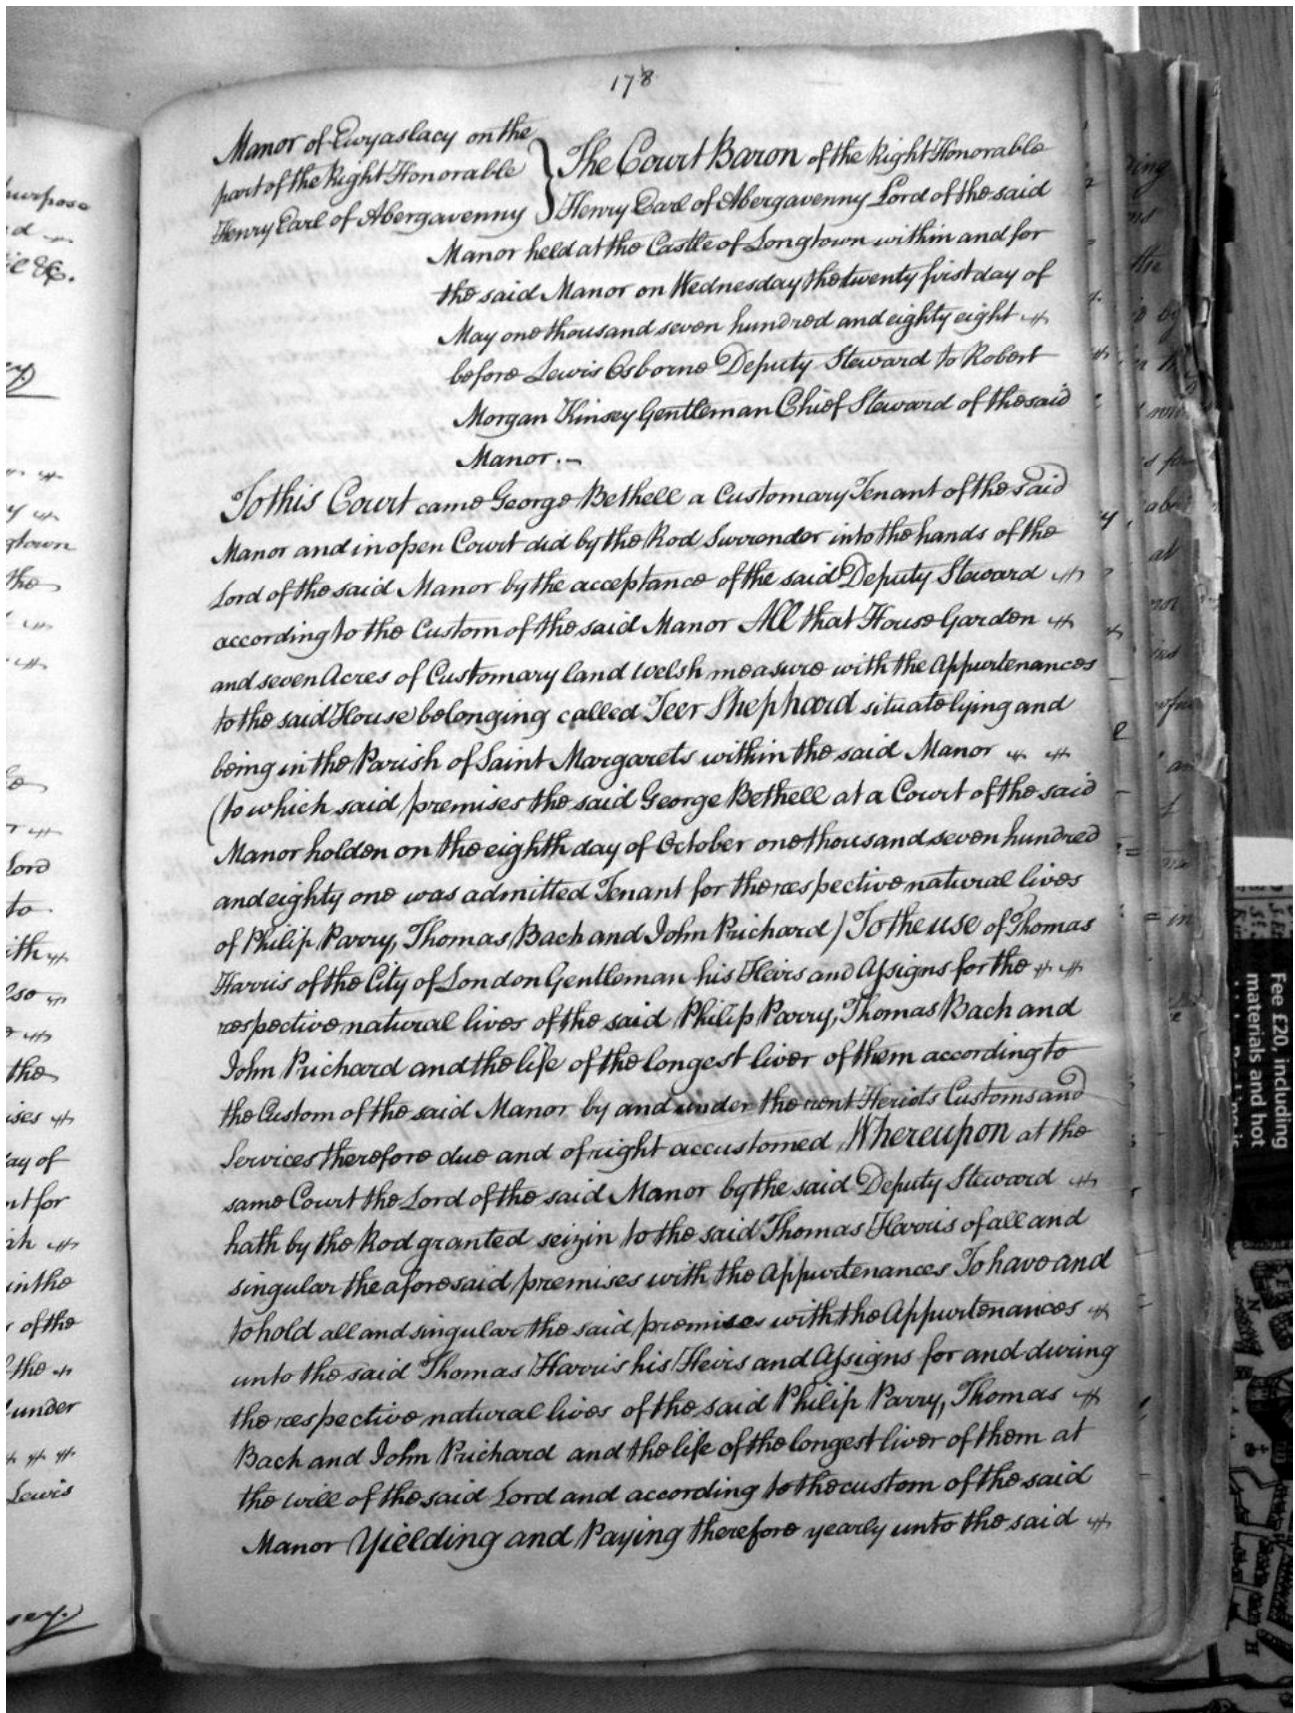 178
Manor of Ewyaslacy on the
part of the Right Honorable
Henry Earl of Abergavenny
The Court Baron of the Right Honorable
Henry Earl of Abergavenny Lord of the said
Manor held at the Castle of Longtown within and for
the said Manor on Wednesday the twenty first day of
May one thousand seven hundred and eighty eight
before Lewis Osborne Deputy Steward to Robert
Morgan Kinsey Gentleman Chief Steward of the said
Manor.-
To this Court came George Bethell a Customary Tenant of the said
Manor and in open Court did by the Rod Surrender into the hands of the
Lord of the said Manor by the acceptance of the said Deputy Steward
according to the Custom of the said Manor All that House Garden
and seven Acres of Customary land Welsh measure with the Appurtenances
to the said House belonging called Teer Shephard situate lying and
being in the Parish of Saint Margarets within the said Manor
(to which said premises the said George Bethell at a Court of the said
Manor holden on the eighth day of October one thousand seven hundred
and eighty one was admitted Tenant for the respective natural lives
of Philip Parry, Thomas Bach and John Prichard) To the use of Thomas
Harris of the City of London Gentleman his Heirs and Assigns for the
respective natural lives of the said Philip Parry, Thomas Bach and
John Prichard and the life of the longest liver of them according to
the Custom of the said Manor by and under the rent Heriots Customs and
Services therefore due and of right accustomed Whereupon at the
same Court the Lord of the said Manor by the said Deputy Steward
hath by the Rod granted seizin to the said Thomas Harris of all and
singular the aforesaid premises with the Appurtenances To have and
to hold all and singular the said premises with the Appurtenances
unto the said Thomas Harris his Heirs and Assigns for and during
the respective natural lives of the said Philip Parry, Thomas
Bach and John Prichard and the life of the longest liver of them at
the will of the said Lord and according to the custom of the said
Manor Yielding and Paying therefore yearly unto the said
purpose
&c.
the
Lord
to
the
day of
in the
of the
the
under
Lewis
Fee £20, including
materials and hot